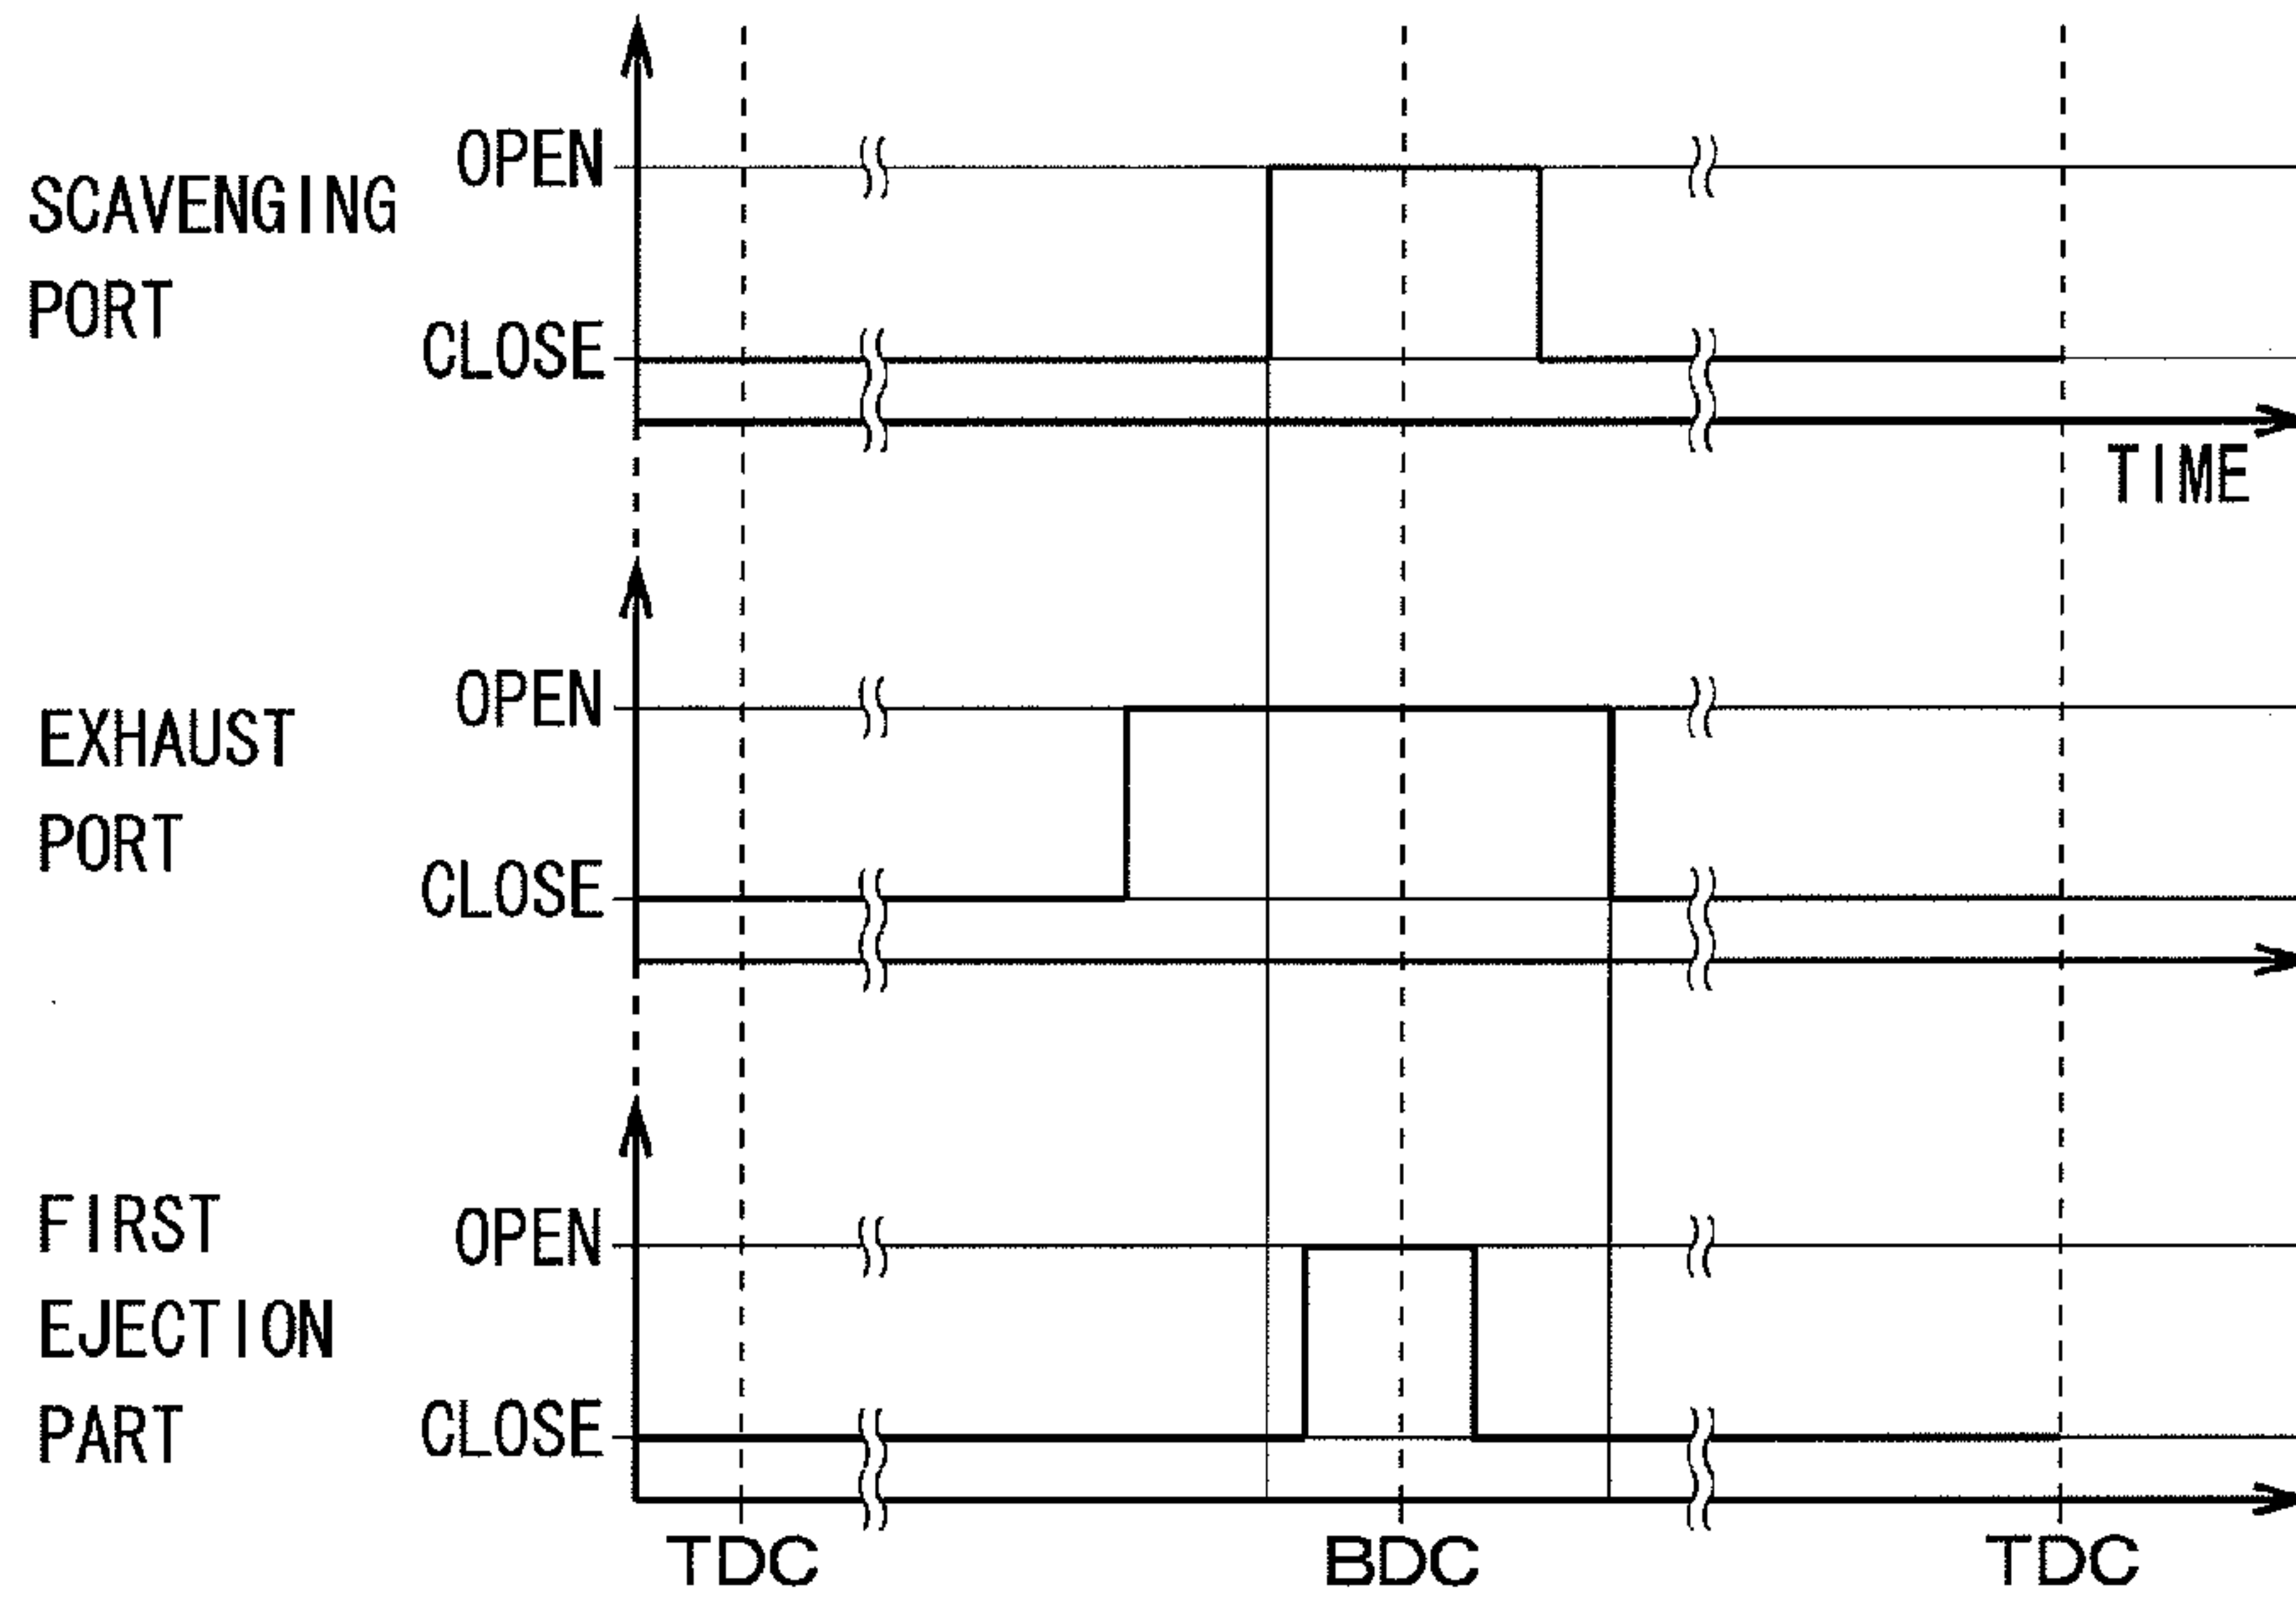 SCAVENGING
PORT
OPEN
CLOSE
TIME
EXHAUST
PORT
OPEN
CLOSE
FIRST
EJECTION
PART
OPEN
CLOSE
TDC
BDC
TDC